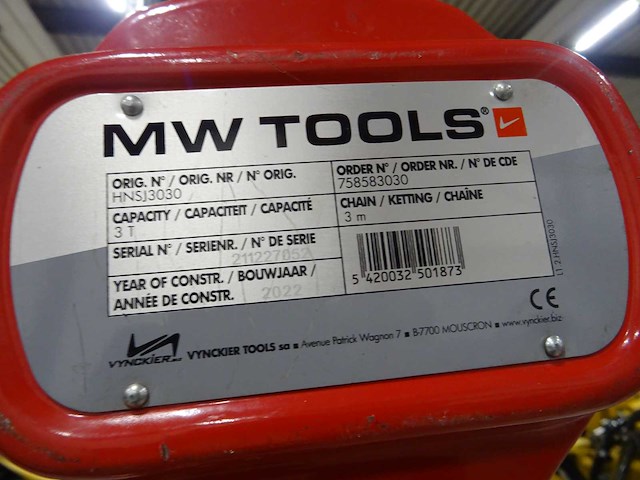 MW TOOLS®
ORIG. N° / ORIG. NR / N° ORIG.
HNSJ3030
ORDER N° / ORDER NR. / N° DE CDE
758583030
CAPACITY / CAPACITEIT / CAPACITÉ
3 T
CHAIN / KETTING / CHAÎNE
3 m
SERIAL N° / SERIENR. / N° DE SERIE
211227052
YEAR OF CONSTR. / BOUWJAAR /
ANNÉE DE CONSTR. 2022
5 420032 501873
CE
VYNCKIER
VYNCKIER TOOLS sa ■ Avenue Patrick Wagnon 7 ■ B-7700 MOUSCRON ■ www.vynckier.biz